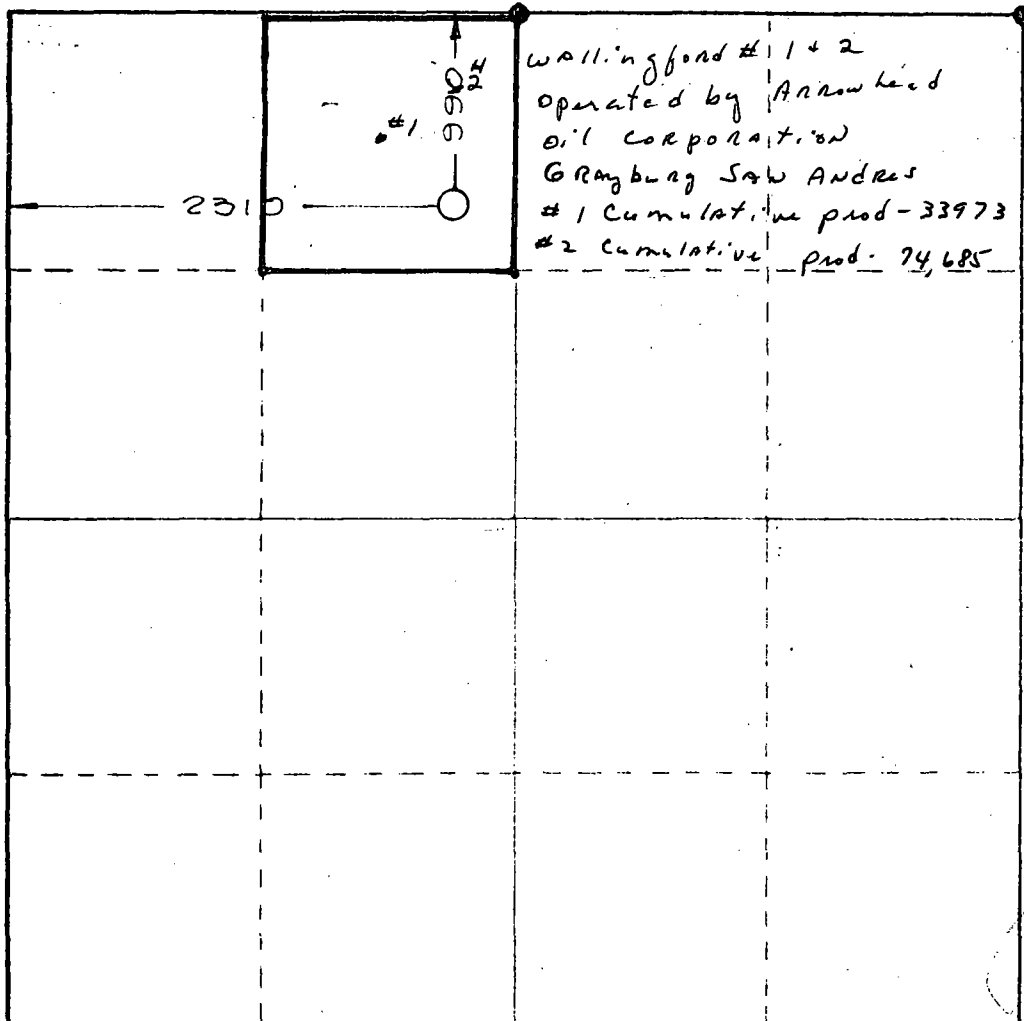 Wallingford # 1 & 2
Operated by Arrowhead
Oil Corporation
Grayburg San Andres
# 1 Cumulative prod - 33973
# 2 Cumulative prod - 74,685
#1
990
#2
2310